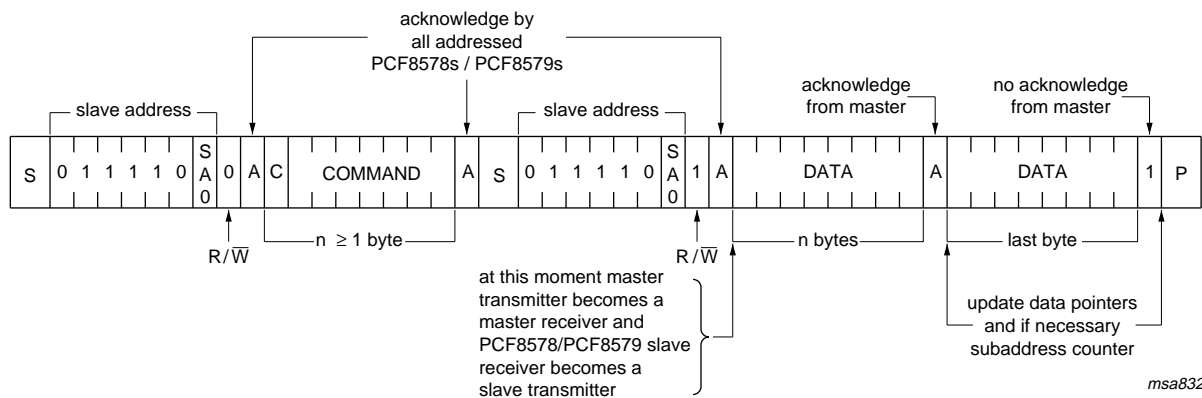 acknowledge by
all addressed
PCF8578s / PCF8579s
acknowledge
from master
no acknowledge
from master
slave address
slave address
S 0 1 1 1 1 0 SA0 0 A C COMMAND A S 0 1 1 1 1 0 SA0 1 A DATA A DATA 1 P
R/W̅
n ≥ 1 byte
R/W̅
n bytes
last byte
at this moment master
transmitter becomes a
master receiver and
PCF8578/PCF8579 slave
receiver becomes a
slave transmitter
update data pointers
and if necessary
subaddress counter
msa832